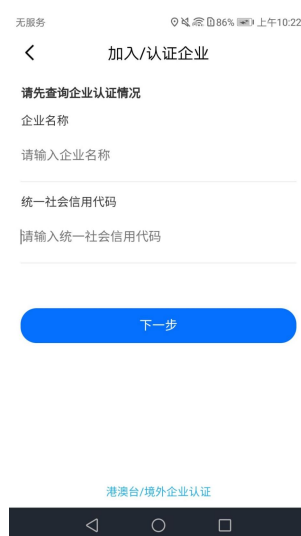 无服务 86% 上午10:22
加入/认证企业
请先查询企业认证情况
企业名称
请输入企业名称
统一社会信用代码
请输入统一社会信用代码
下一步
港澳台/境外企业认证